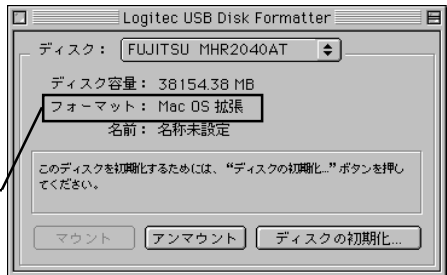 Logitec USB Disk Formatter
ディスク： FUJITSU MHR2040AT
ディスク容量： 38154.38 MB
フォーマット： Mac OS 拡張
名前： 名称未設定
このディスクを初期化するためには、“ディスクの初期化...”ボタンを押し
てください。
マウント アンマウント ディスクの初期化...